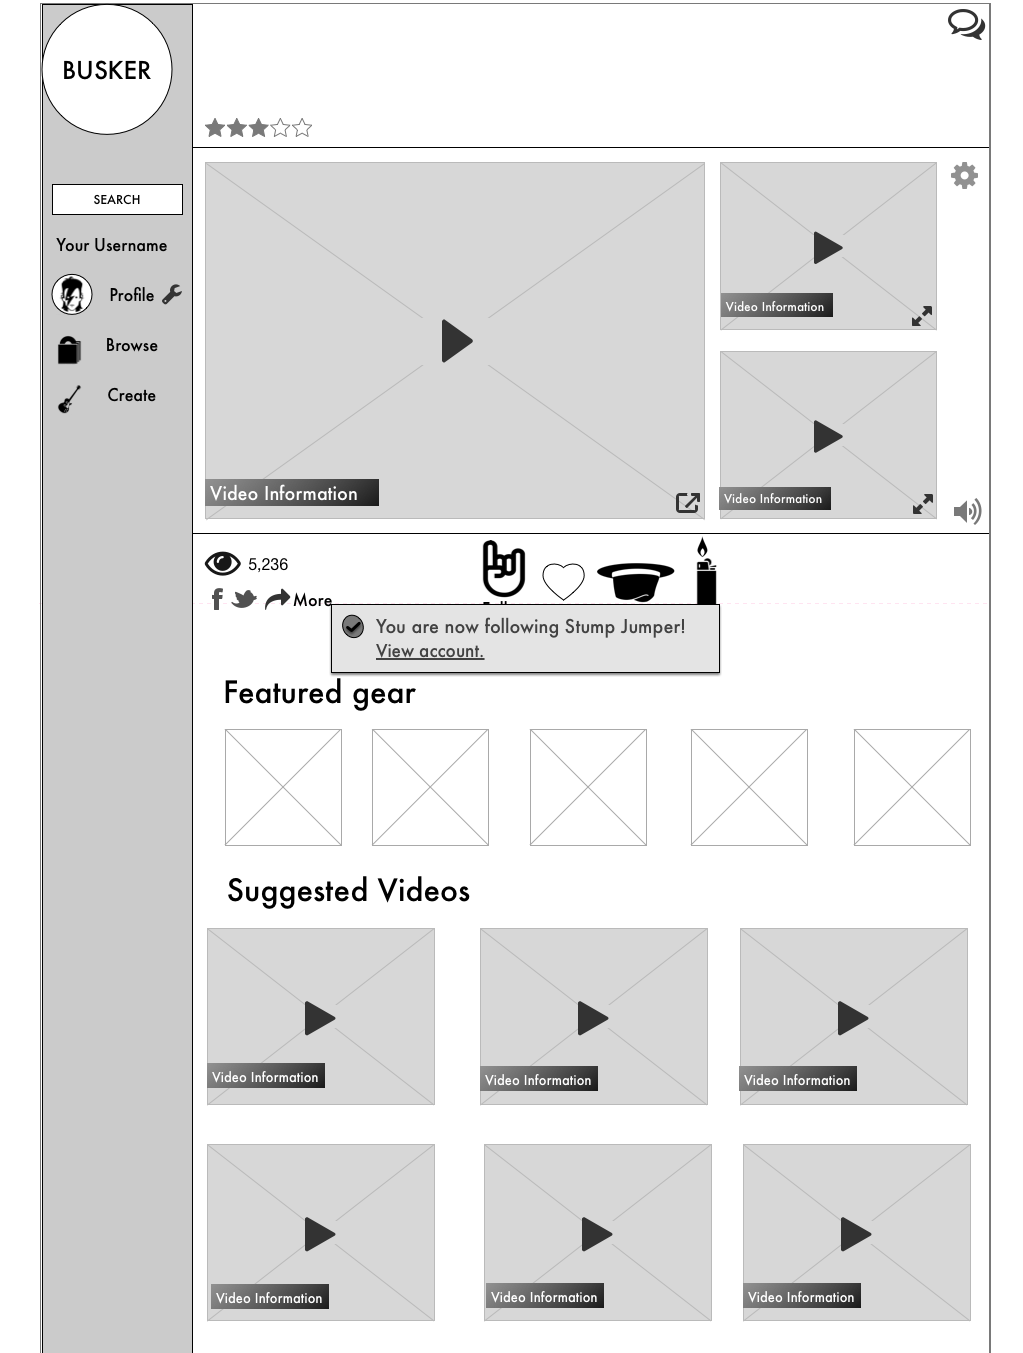 BUSKER
SEARCH
Your Username
Profile
Browse
Create
Video Information
Video Information
Video Information
5,236
More
You are now following Stump Jumper!
View account.
Featured gear
Suggested Videos
Video Information
Video Information
Video Information
Video Information
Video Information
Video Information